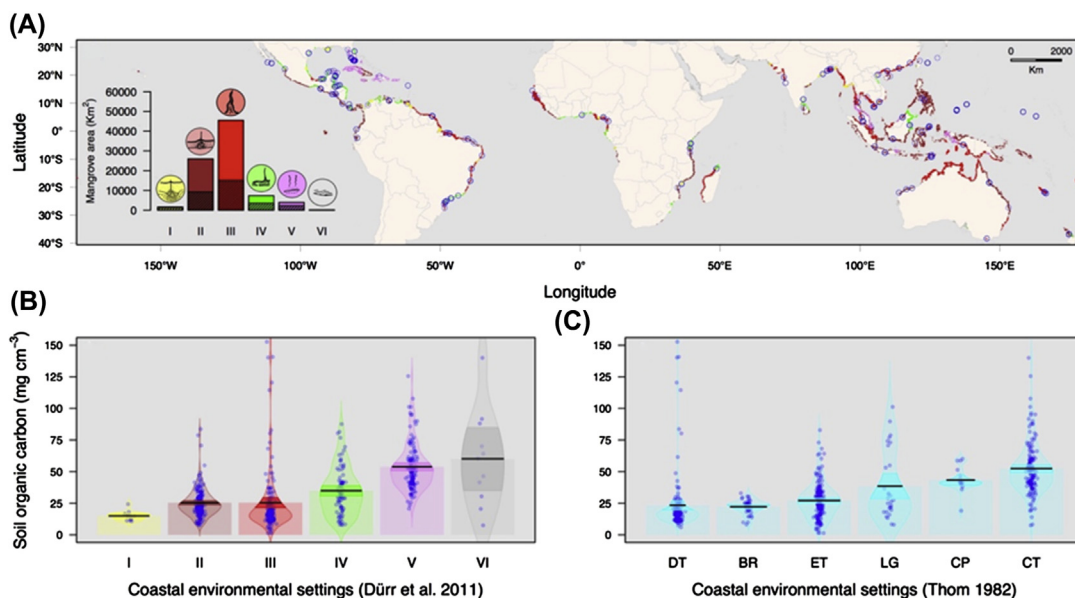 (A)
30°N
20°N
10°N
0°
10°S
20°S
30°S
40°S
Latitude
0 2000
Km
Mangrove area (Km²)
60000
50000
40000
30000
20000
10000
0
I II III IV V VI
150°W 100°W 50°W 0° 50°E 100°E 150°E
Longitude
(B)
Soil organic carbon (mg cm⁻³)
150
125
100
75
50
25
0
I II III IV V VI
Coastal environmental settings (Dürr et al. 2011)
(C)
150
125
100
75
50
25
0
DT BR ET LG CP CT
Coastal environmental settings (Thom 1982)